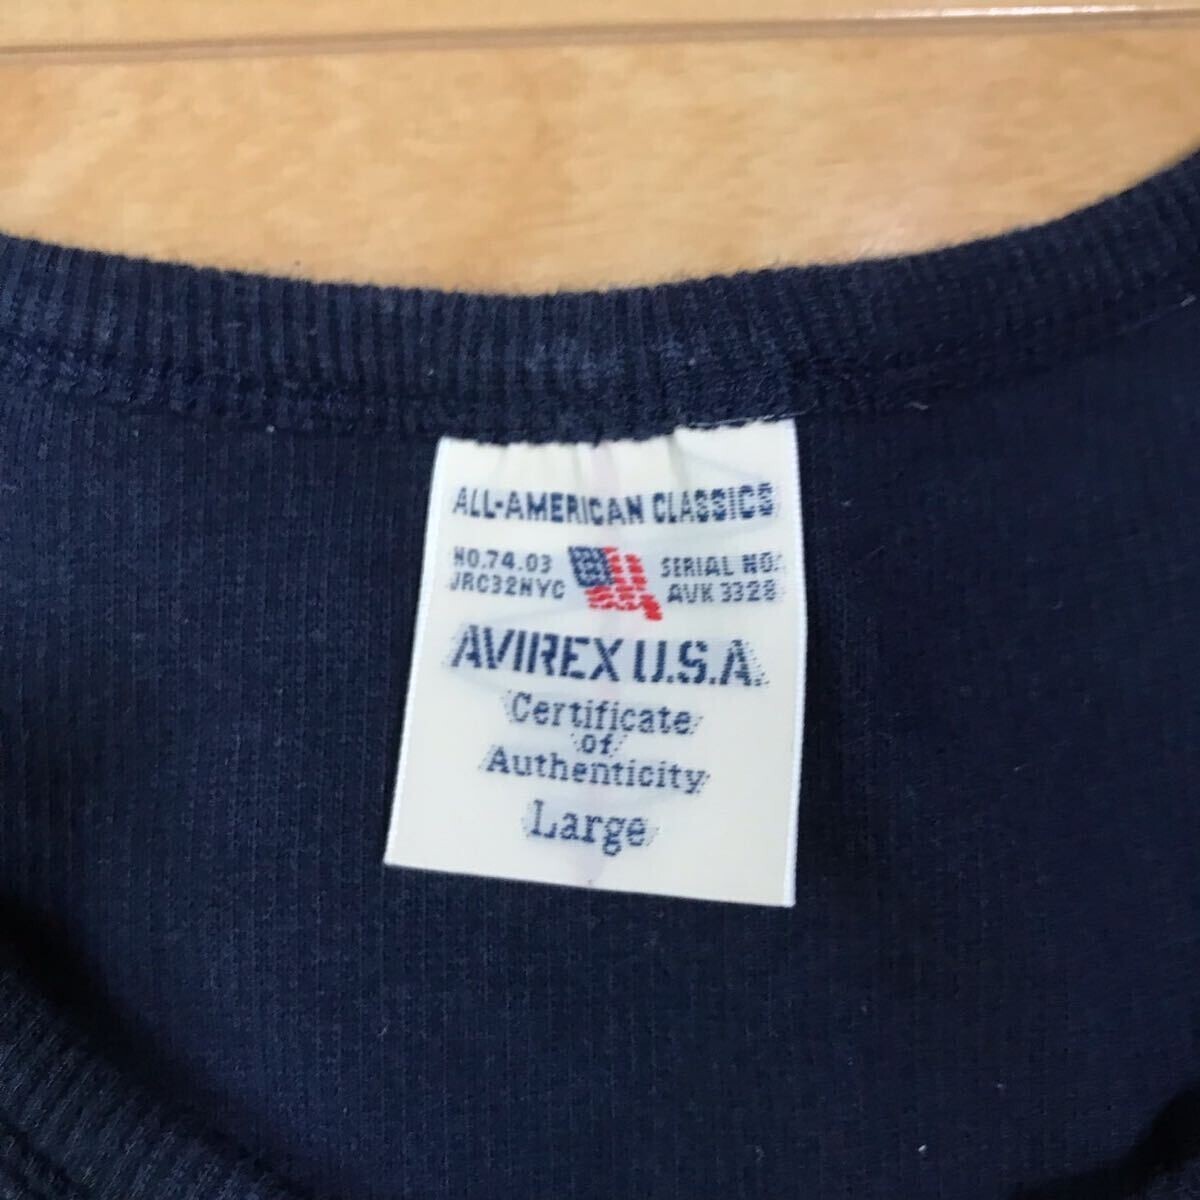 ALL-AMERICAN CLASSICS
NO.74.03 SERIAL NO.
JRC32NYC AVK 3328
AVIREX U.S.A.
Certificate
of
Authenticity
Large